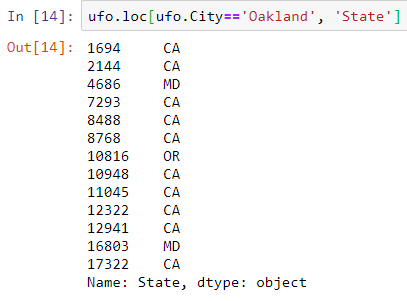 In [14]: ufo.loc[ufo.City=='Oakland', 'State']
Out[14]:
1694 CA
2144 CA
4686 MD
7293 CA
8488 CA
8768 CA
10816 OR
10948 CA
11045 CA
12322 CA
12941 CA
16803 MD
17322 CA
Name: State, dtype: object